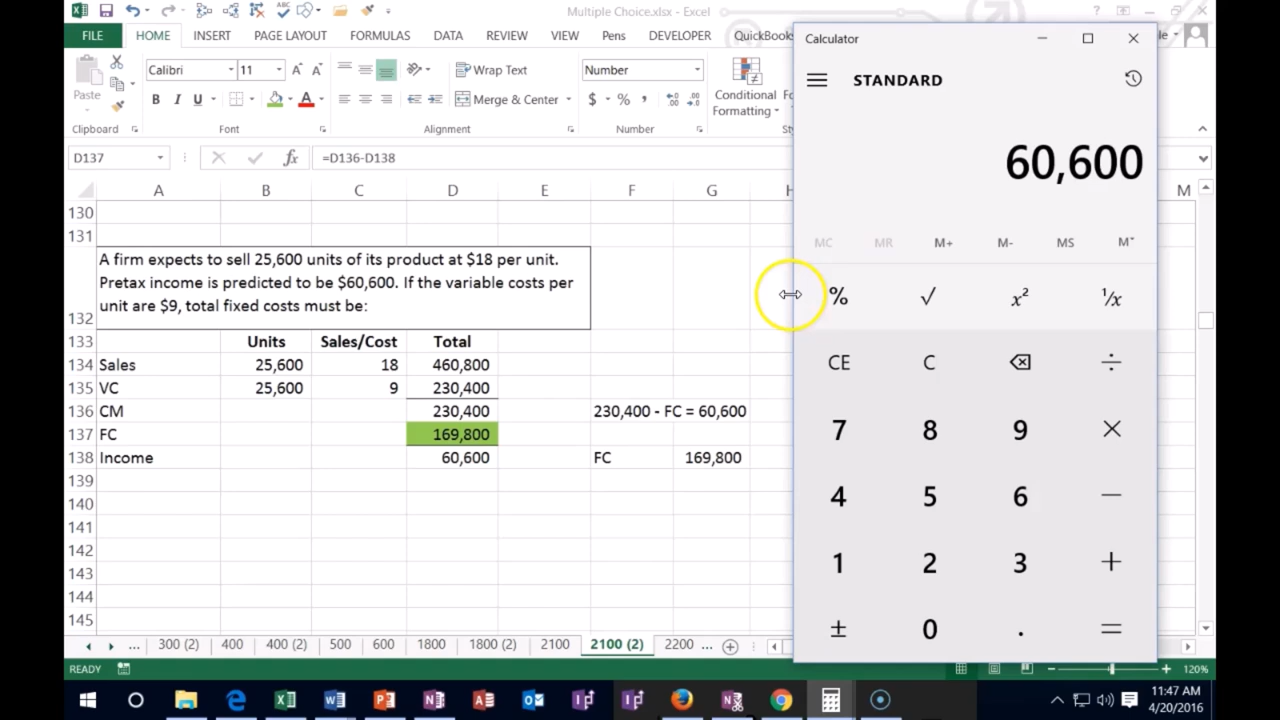 Multiple Choice.xlsx - Excel
FILE HOME INSERT PAGE LAYOUT FORMULAS DATA REVIEW VIEW Pens DEVELOPER QuickBooks
Paste
Calibri 11
B I U A
Wrap Text
Merge & Center
Number
$ % ,
Conditional
Formatting
Clipboard Font Alignment Number
D137 fx =D136-D138
A B C D E F G H M
130
131
A firm expects to sell 25,600 units of its product at $18 per unit.
Pretax income is predicted to be $60,600. If the variable costs per
132 unit are $9, total fixed costs must be:
133 Units Sales/Cost Total
134 Sales 25,600 18 460,800
135 VC 25,600 9 230,400
136 CM 230,400 230,400 - FC = 60,600
137 FC 169,800
138 Income 60,600 FC 169,800
139
140
141
142
143
144
145
... 300 (2) 400 400 (2) 500 600 1800 1800 (2) 2100 2100 (2) 2200 ...
READY 120%
Calculator
STANDARD
60,600
MC MR M+ M- MS M˅
% √ x² ¹/x
CE C ÷
7 8 9 ×
4 5 6 −
1 2 3 +
± 0 . =
11:47 AM
4/20/2016